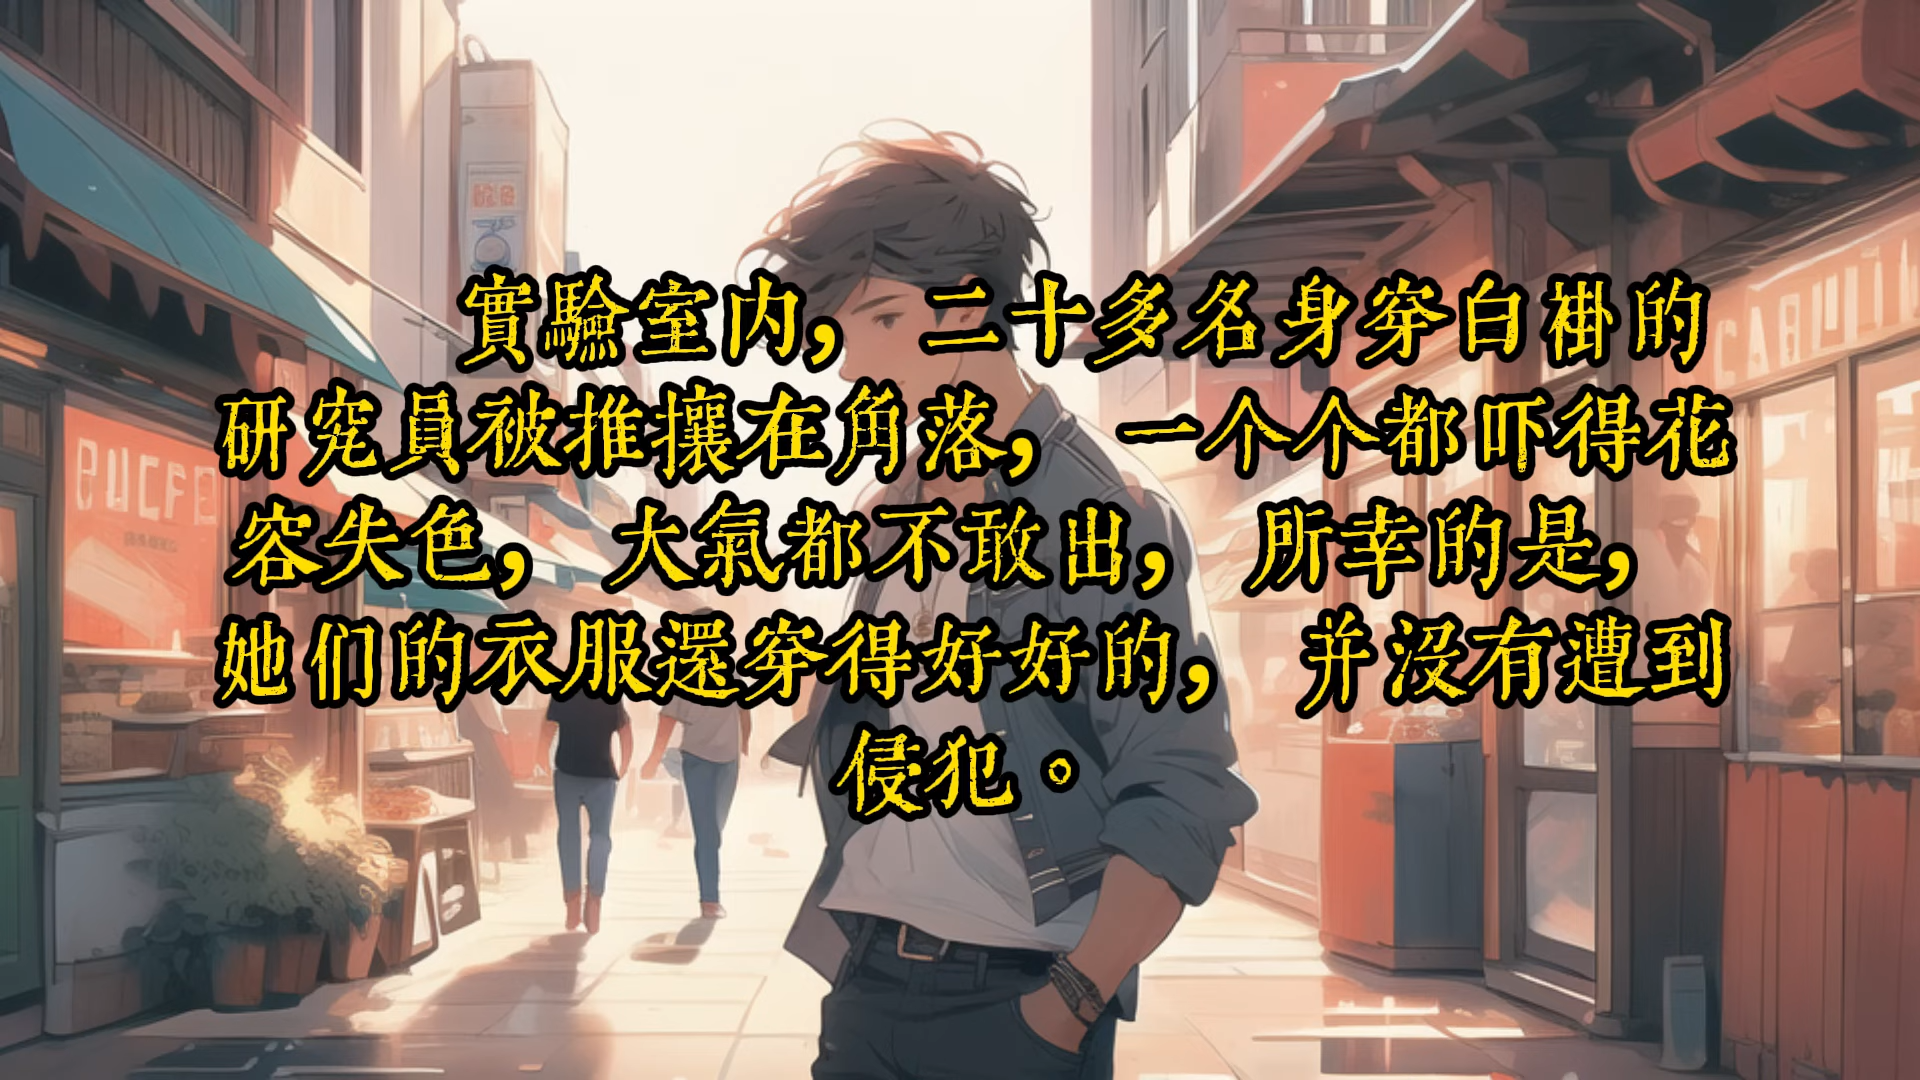 實驗室内，二十多名身穿白褂的
研究員被推攘在角落，一个个都吓得花
容失色，大氣都不敢出，所幸的是，
她们的衣服還穿得好好的，并沒有遭到
侵犯。